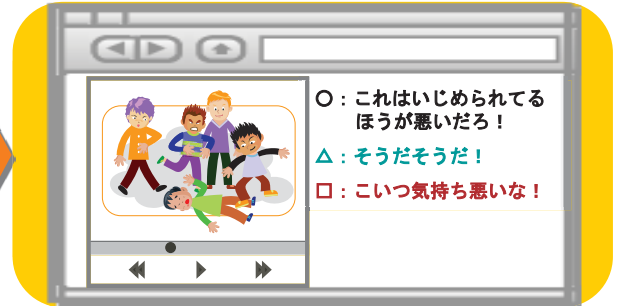 ○：これはいじめられてる
ほうが悪いだろ！
△：そうだそうだ！
□：こいつ気持ち悪いな！